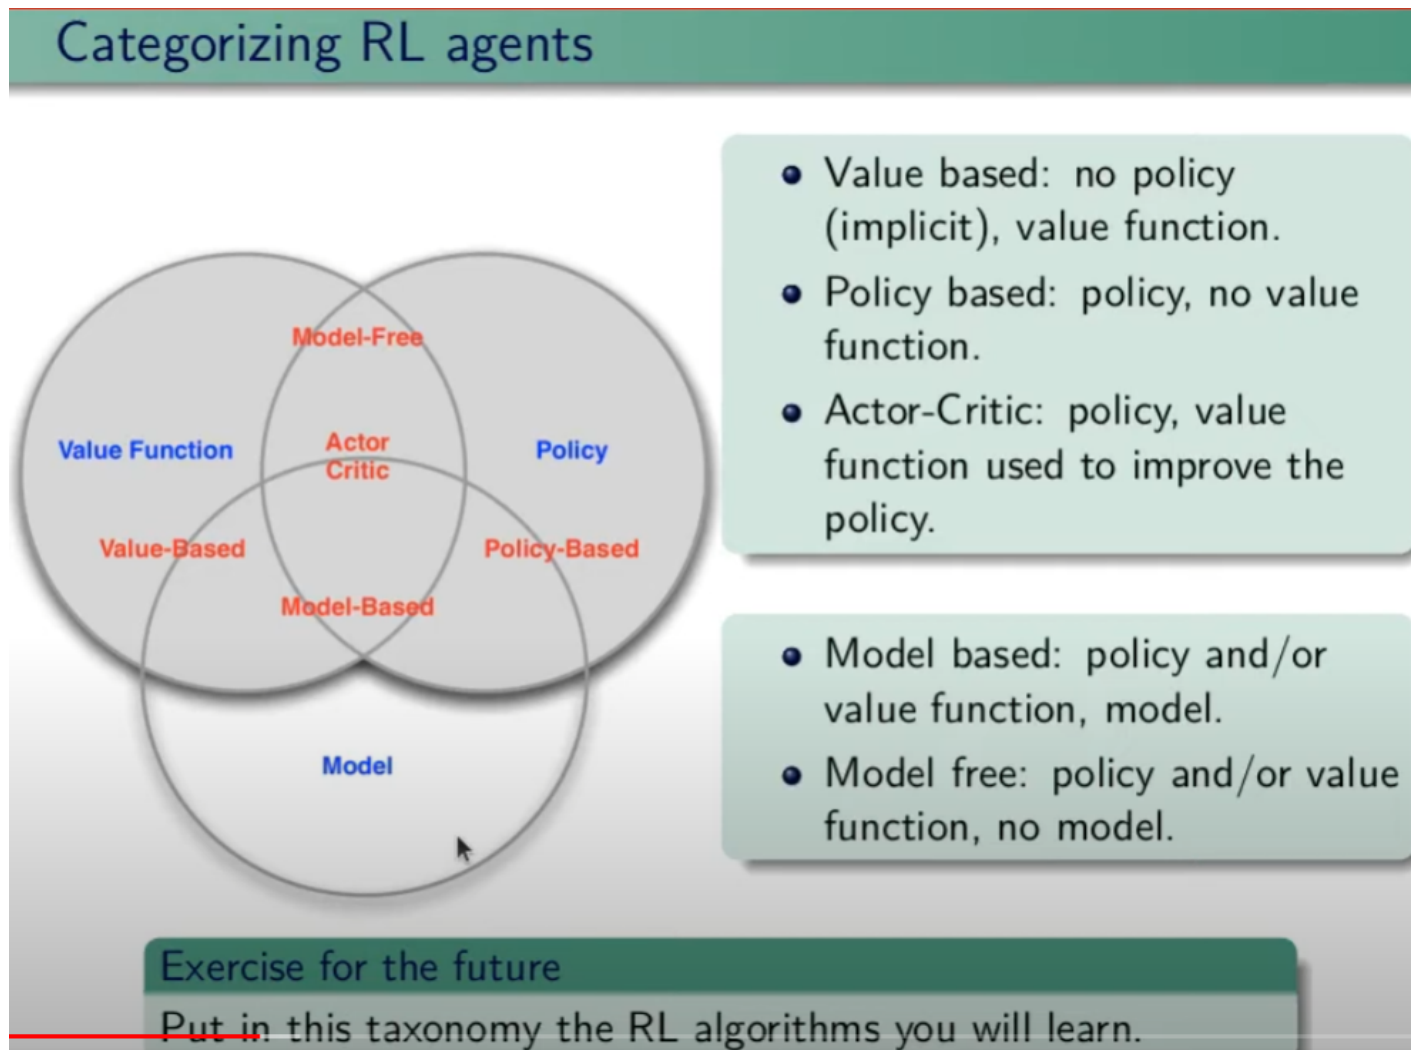 Categorizing RL agents
Model-Free
Value Function
Actor
Critic
Policy
Value-Based
Policy-Based
Model-Based
Model
Value based: no policy
(implicit), value function.
Policy based: policy, no value
function.
Actor-Critic: policy, value
function used to improve the
policy.
Model based: policy and/or
value function, model.
Model free: policy and/or value
function, no model.
Exercise for the future
Put in this taxonomy the RL algorithms you will learn.